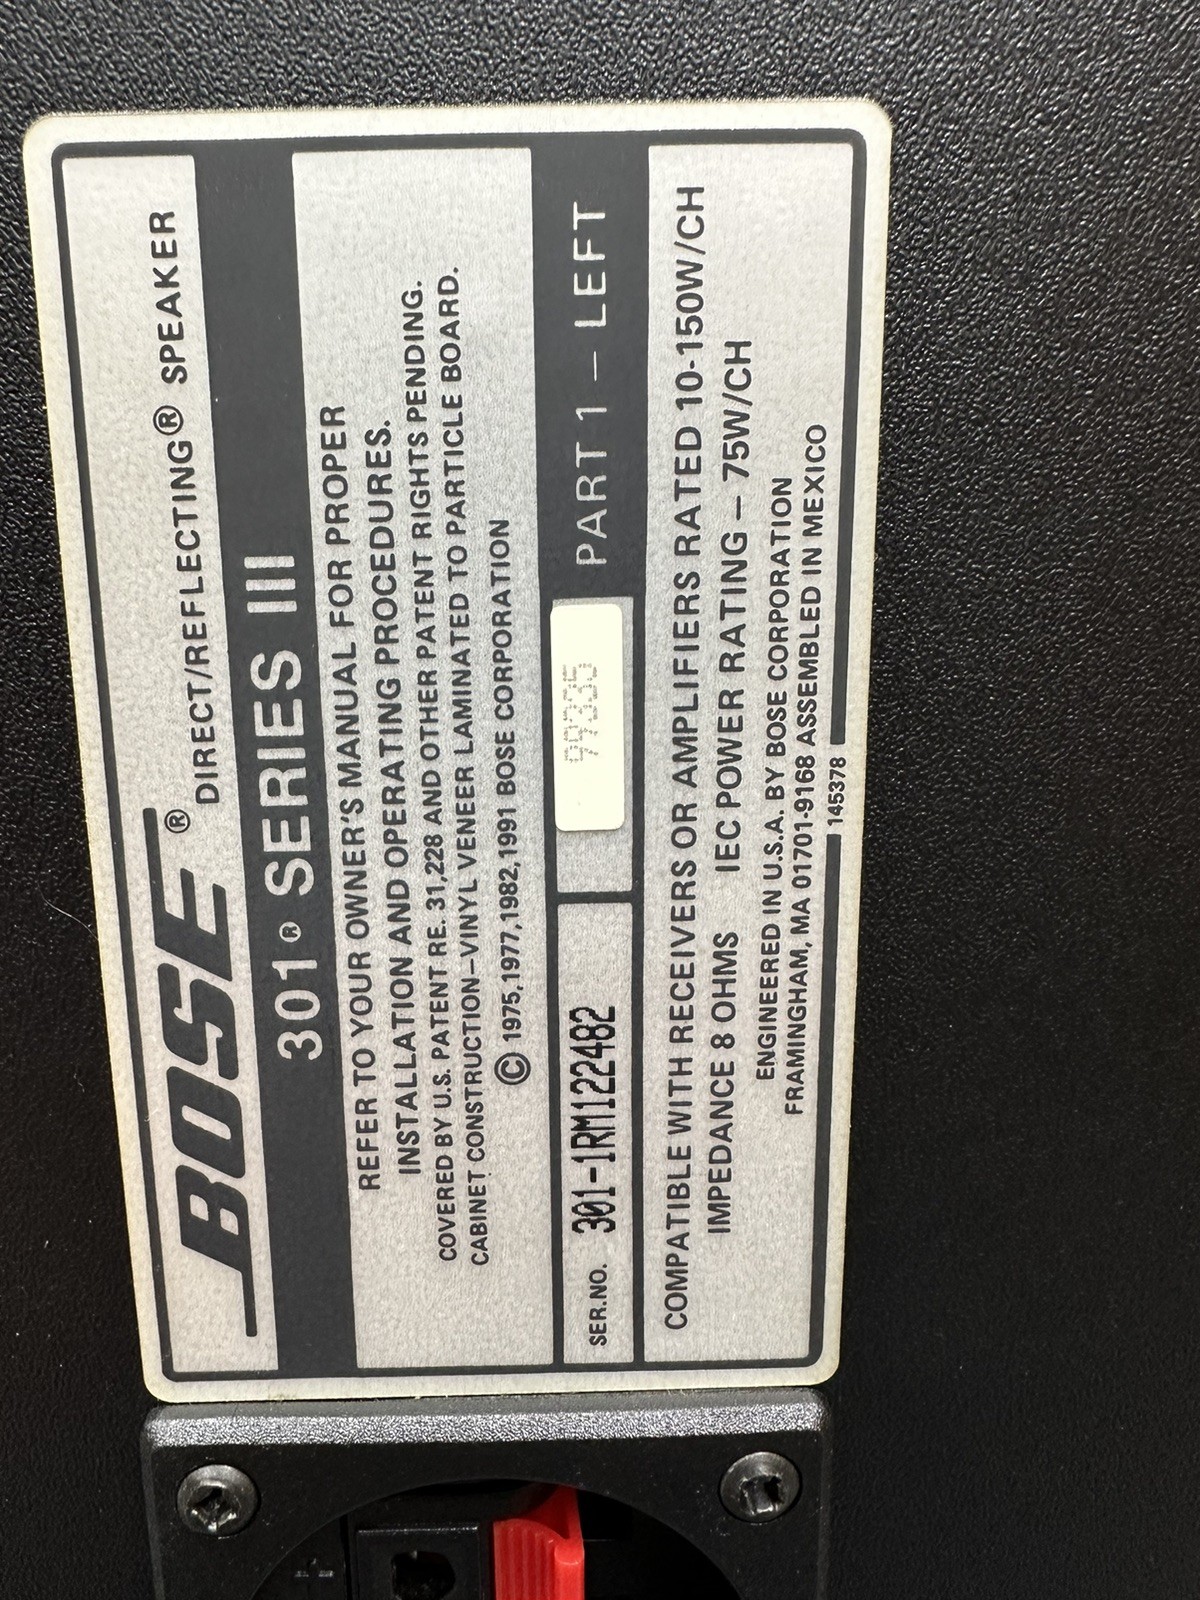 BOSE®
DIRECT/REFLECTING® SPEAKER
301® SERIES III
REFER TO YOUR OWNER'S MANUAL FOR PROPER
INSTALLATION AND OPERATING PROCEDURES.
COVERED BY U.S. PATENT RE. 31,228 AND OTHER PATENT RIGHTS PENDING.
CABINET CONSTRUCTION–VINYL VENEER LAMINATED TO PARTICLE BOARD.
© 1975,1977,1982,1991 BOSE CORPORATION
SER.NO. 301-1RM122482
99335
PART 1 – LEFT
COMPATIBLE WITH RECEIVERS OR AMPLIFIERS RATED 10-150W/CH
IMPEDANCE 8 OHMS IEC POWER RATING – 75W/CH
ENGINEERED IN U.S.A. BY BOSE CORPORATION
FRAMINGHAM, MA 01701-9168 ASSEMBLED IN MEXICO
145378
+